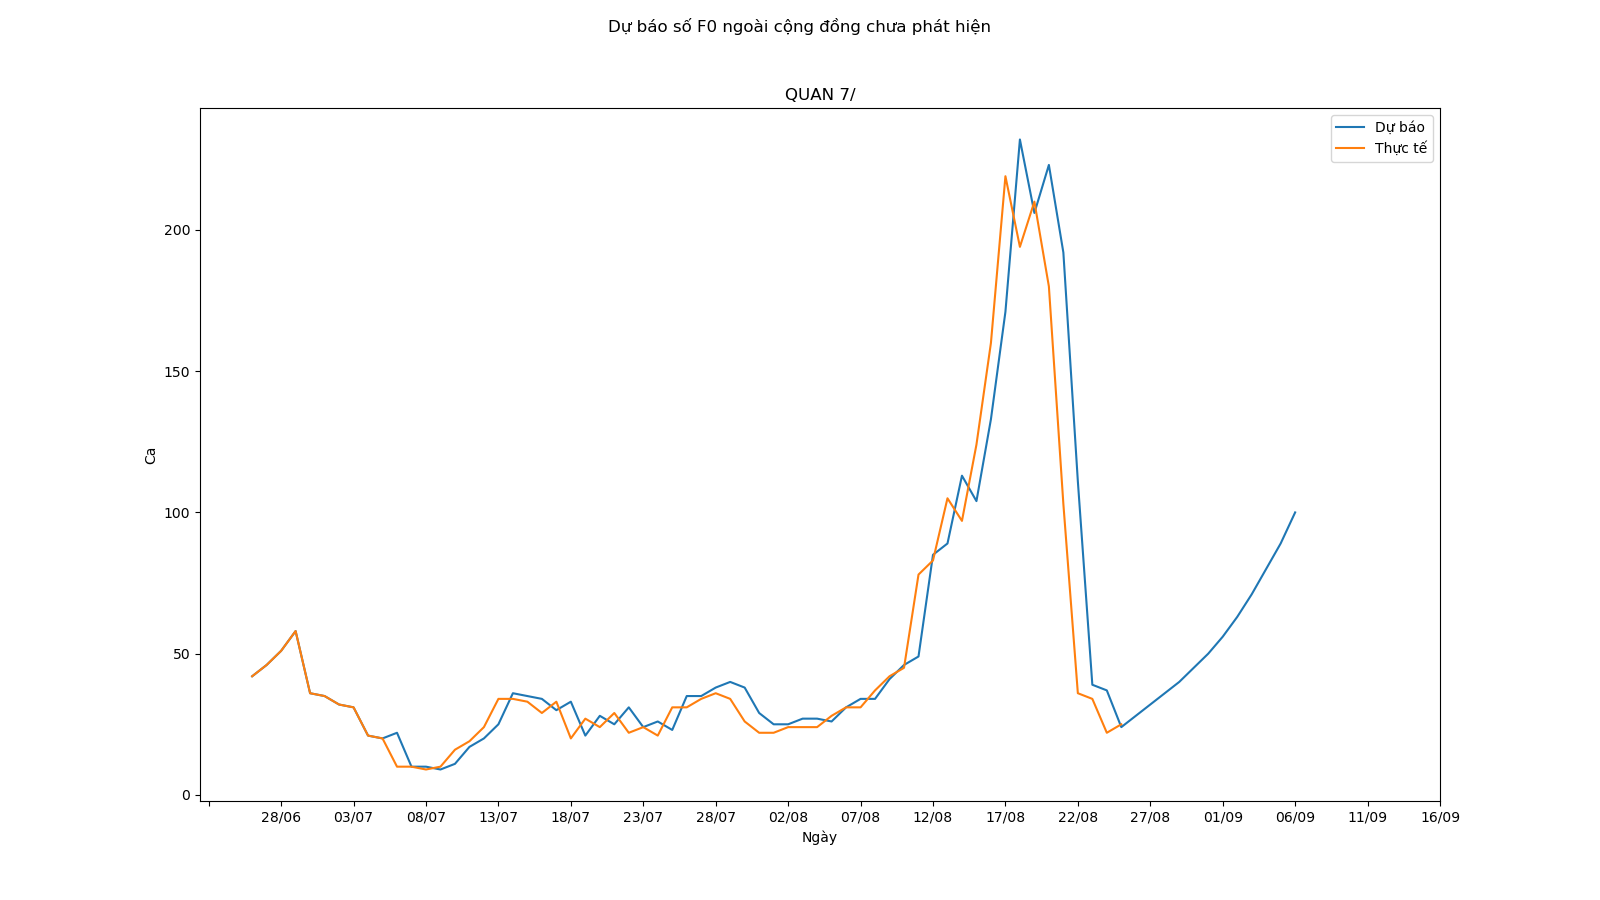 Dự báo số F0 ngoài cộng đồng chưa phát hiện
QUAN 7/
Dự báo
Thực tế
200
150
100
50
0
Ca
28/06 03/07 08/07 13/07 18/07 23/07 28/07 02/08 07/08 12/08 17/08 22/08 27/08 01/09 06/09 11/09 16/09
Ngày